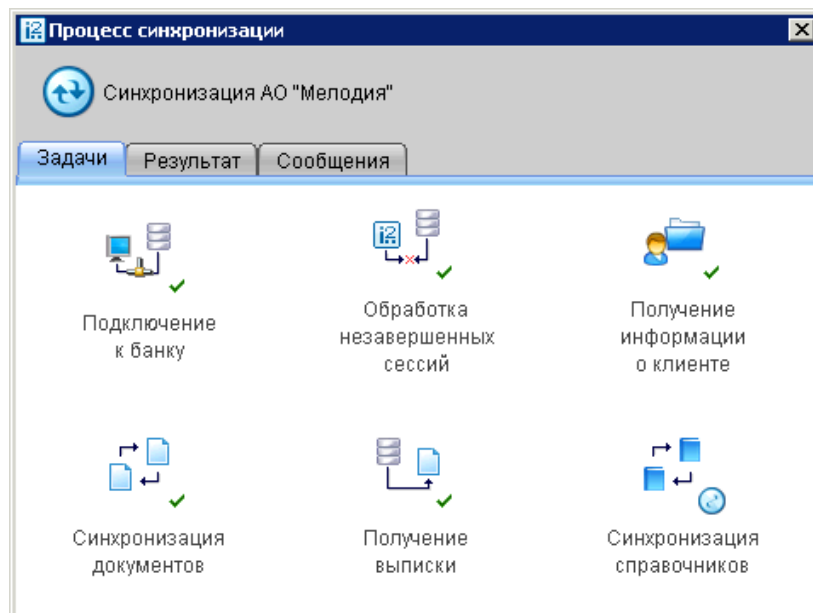 Процесс синхронизации
Синхронизация АО "Мелодия"
Задачи Результат Сообщения
Подключение
к банку
Обработка
незавершенных
сессий
Получение
информации
о клиенте
Синхронизация
документов
Получение
выписки
Синхронизация
справочников